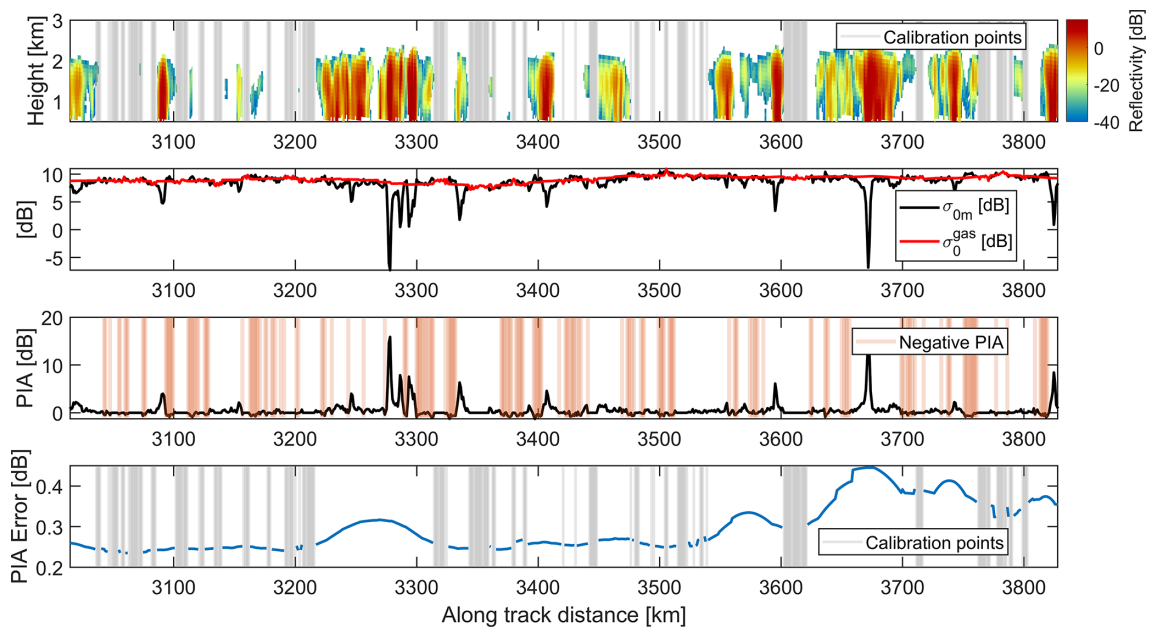 3
2
1
Height [km]
Calibration points
0
-20
-40
Reflectivity [dB]
3100 3200 3300 3400 3500 3600 3700 3800
10
5
0
-5
[dB]
σ0m [dB]
σ0gas [dB]
3100 3200 3300 3400 3500 3600 3700 3800
20
10
0
PIA [dB]
Negative PIA
3100 3200 3300 3400 3500 3600 3700 3800
0.4
0.3
0.2
PIA Error [dB]
Calibration points
3100 3200 3300 3400 3500 3600 3700 3800
Along track distance [km]